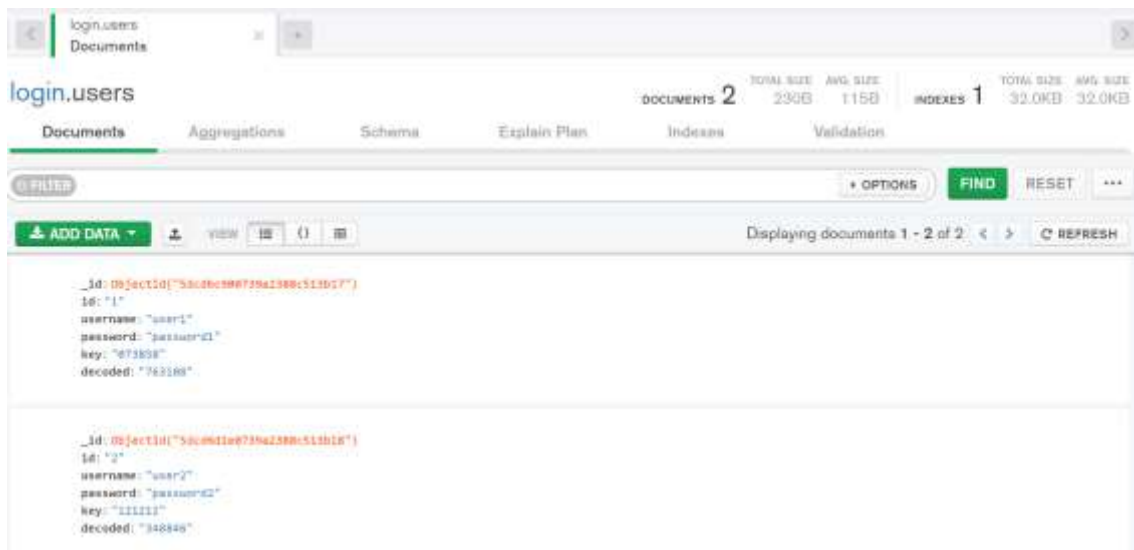 login.users
Documents
login.users
DOCUMENTS 2 TOTAL SIZE 230B AVG. SIZE 115B INDEXES 1 TOTAL SIZE 32.0KB AVG. SIZE 32.0KB
Documents Aggregations Schema Explain Plan Indexes Validation
FILTER OPTIONS FIND RESET ...
ADD DATA VIEW {} Displaying documents 1 - 2 of 2 < > REFRESH
_id: ObjectId(
id: "1"
username: "user1"
password: "password1"
key:
decoded:
_id: ObjectId(
id: "2"
username: "user2"
password: "password2"
key: "121212"
decoded: "348846"